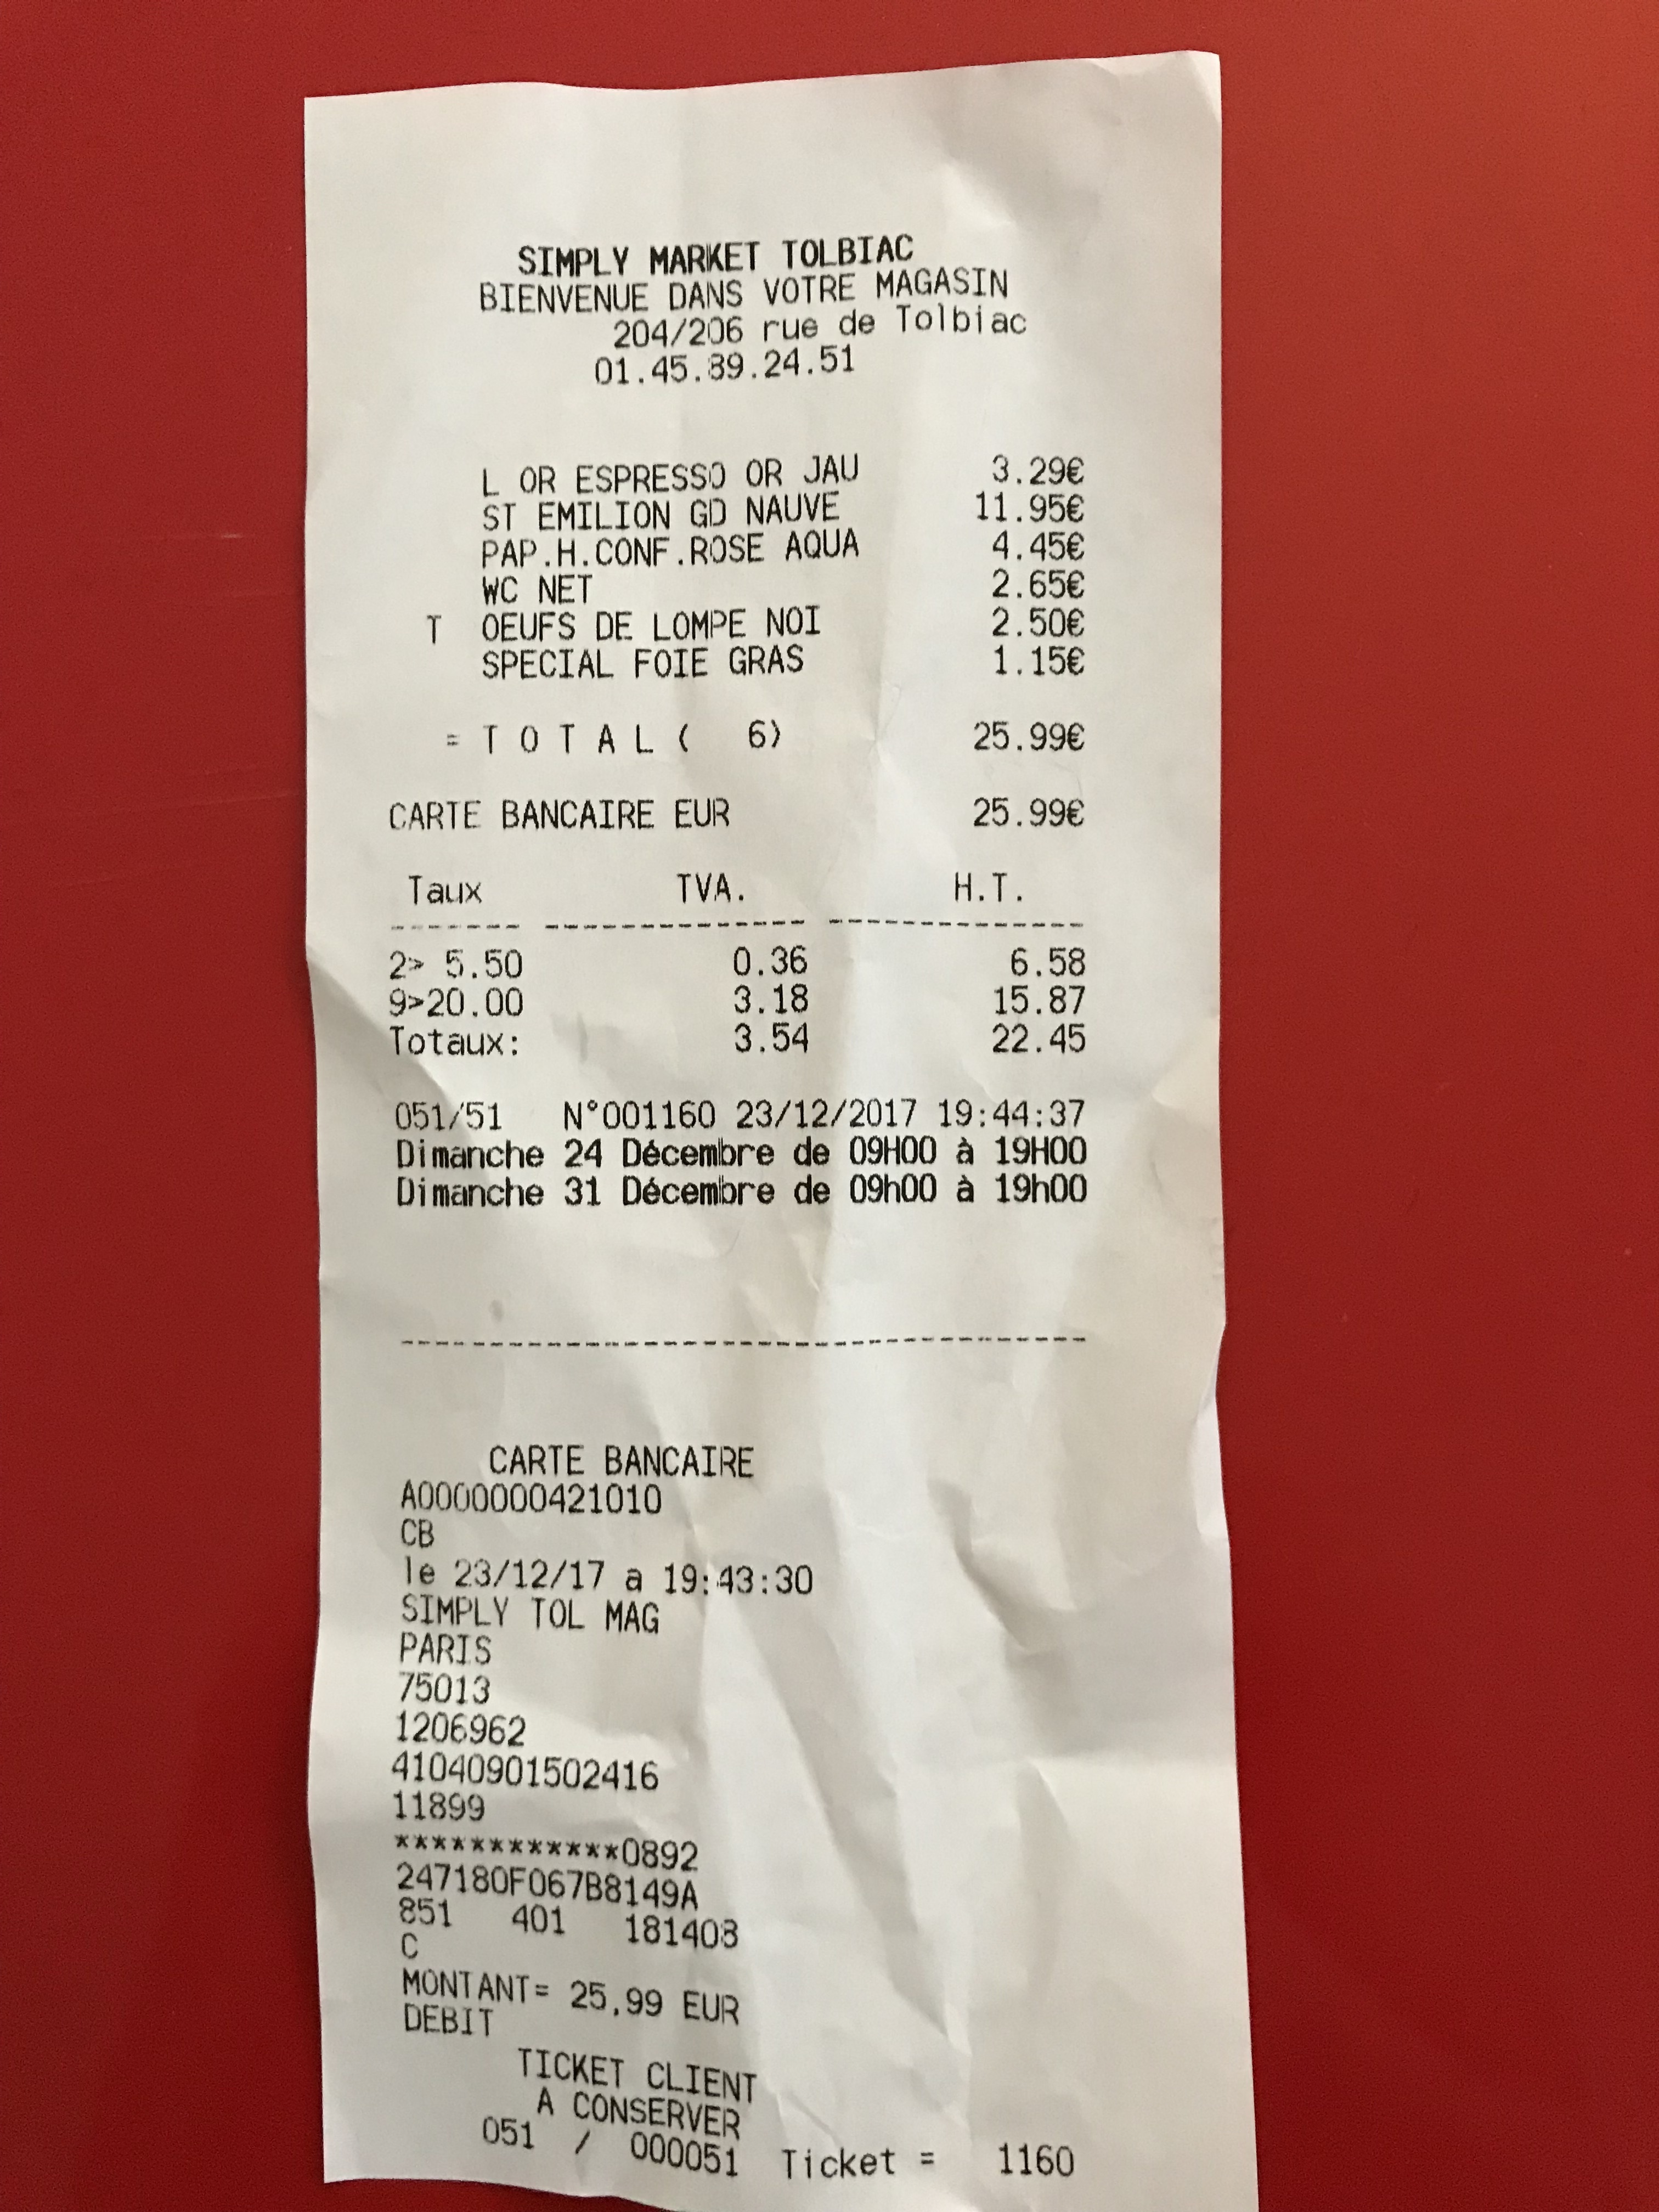 SIMPLY MARKET TOLBIAC
BIENVENUE DANS VOTRE MAGASIN
204/206 rue de Tolbiac
01.45.89.24.51
L OR ESPRESSO OR JAU 3.29€
ST EMILION GD NAUVE 11.95€
PAP.H.CONF.ROSE AQUA 4.45€
WC NET 2.65€
T OEUFS DE LOMPE NOI 2.50€
SPECIAL FOIE GRAS 1.15€
= T O T A L ( 6) 25.99€
CARTE BANCAIRE EUR 25.99€
Taux TVA. H.T.
------- -------------- --------------
2> 5.50 0.36 6.58
9>20.00 3.18 15.87
Totaux: 3.54 22.45
051/51 N°001160 23/12/2017 19:44:37
Dimanche 24 Décembre de 09H00 à 19H00
Dimanche 31 Décembre de 09h00 à 19h00
-------------------------------------
CARTE BANCAIRE
A0000000421010
CB
le 23/12/17 a 19:43:30
SIMPLY TOL MAG
PARIS
75013
1206962
41040901502416
11899
************0892
247180F067B8149A
851 401 181408
C
MONTANT= 25,99 EUR
DEBIT
TICKET CLIENT
A CONSERVER
051 / 000051 Ticket = 1160